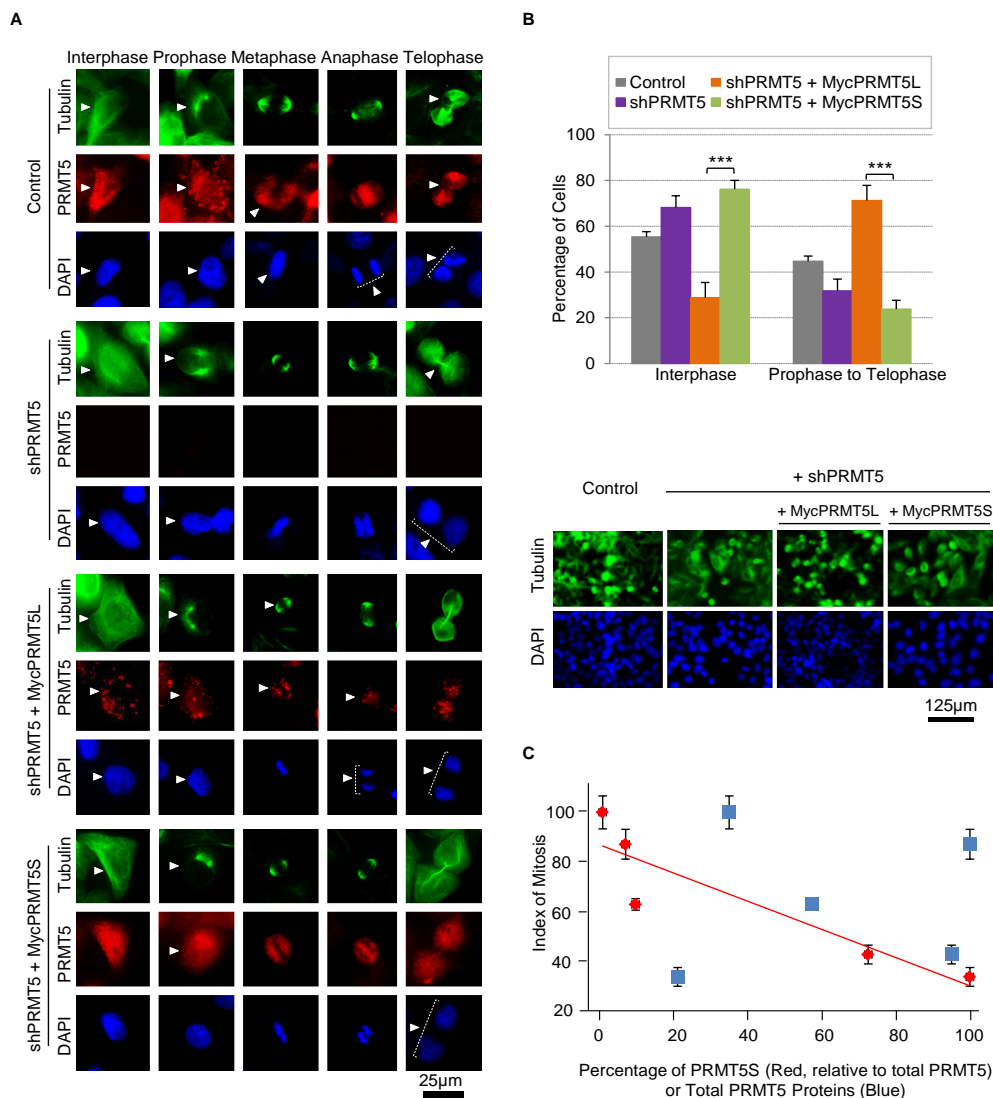 A
Interphase Prophase Metaphase Anaphase Telophase
Control
Tubulin
PRMT5
DAPI
shPRMT5
Tubulin
PRMT5
DAPI
shPRMT5 + MycPRMT5L
Tubulin
PRMT5
DAPI
shPRMT5 + MycPRMT5S
Tubulin
PRMT5
DAPI
25µm
B
Control shPRMT5 + MycPRMT5L
shPRMT5 shPRMT5 + MycPRMT5S
Percentage of Cells
100
80
60
40
20
0
***
***
Interphase Prophase to Telophase
+ shPRMT5
Control
+ MycPRMT5L + MycPRMT5S
Tubulin
DAPI
125µm
C
Index of Mitosis
100
80
60
40
20
0 20 40 60 80 100
Percentage of PRMT5S (Red, relative to total PRMT5)
or Total PRMT5 Proteins (Blue)